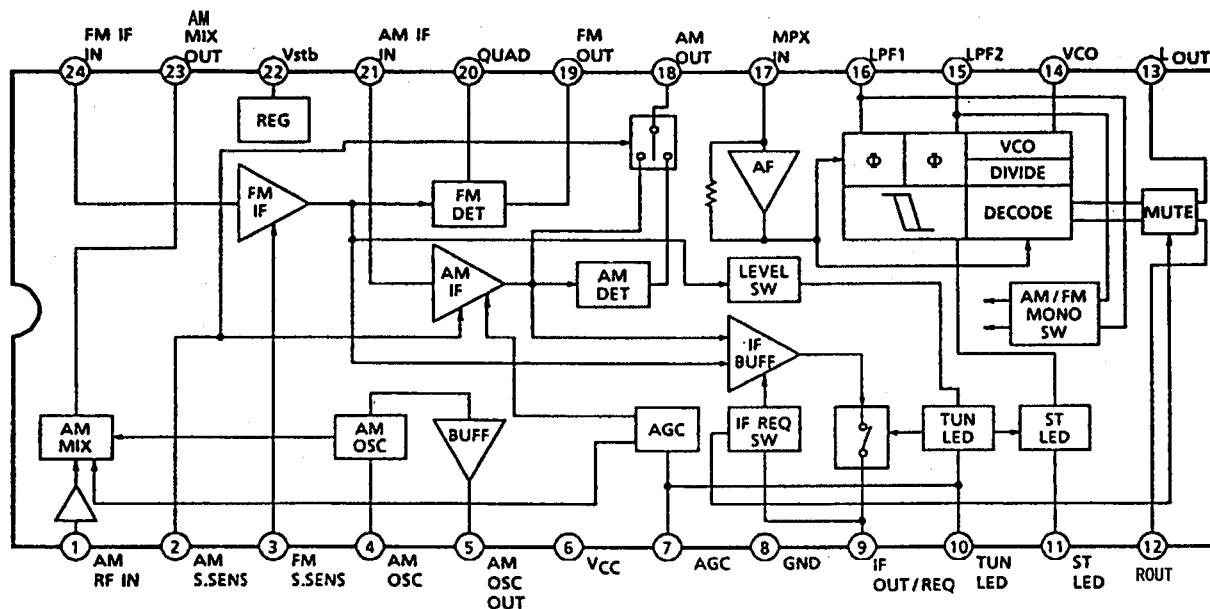 FM IF IN
AM MIX OUT
Vstb
AM IF IN
QUAD
FM OUT
AM OUT
MPX IN
LPF1
LPF2
VCO
L OUT
24
23
22
21
20
19
18
17
16
15
14
13
REG
FM IF
FM DET
AF
Φ
Φ
VCO
DIVIDE
DECODE
MUTE
AM IF
AM DET
LEVEL SW
AM/FM MONO SW
IF BUFF
AM MIX
AM OSC
BUFF
AGC
IF REQ SW
TUN LED
ST LED
1
2
3
4
5
6
7
8
9
10
11
12
AM RF IN
AM S.SENS
FM S.SENS
AM OSC
AM OSC OUT
VCC
AGC
GND
IF OUT/REQ
TUN LED
ST LED
ROUT